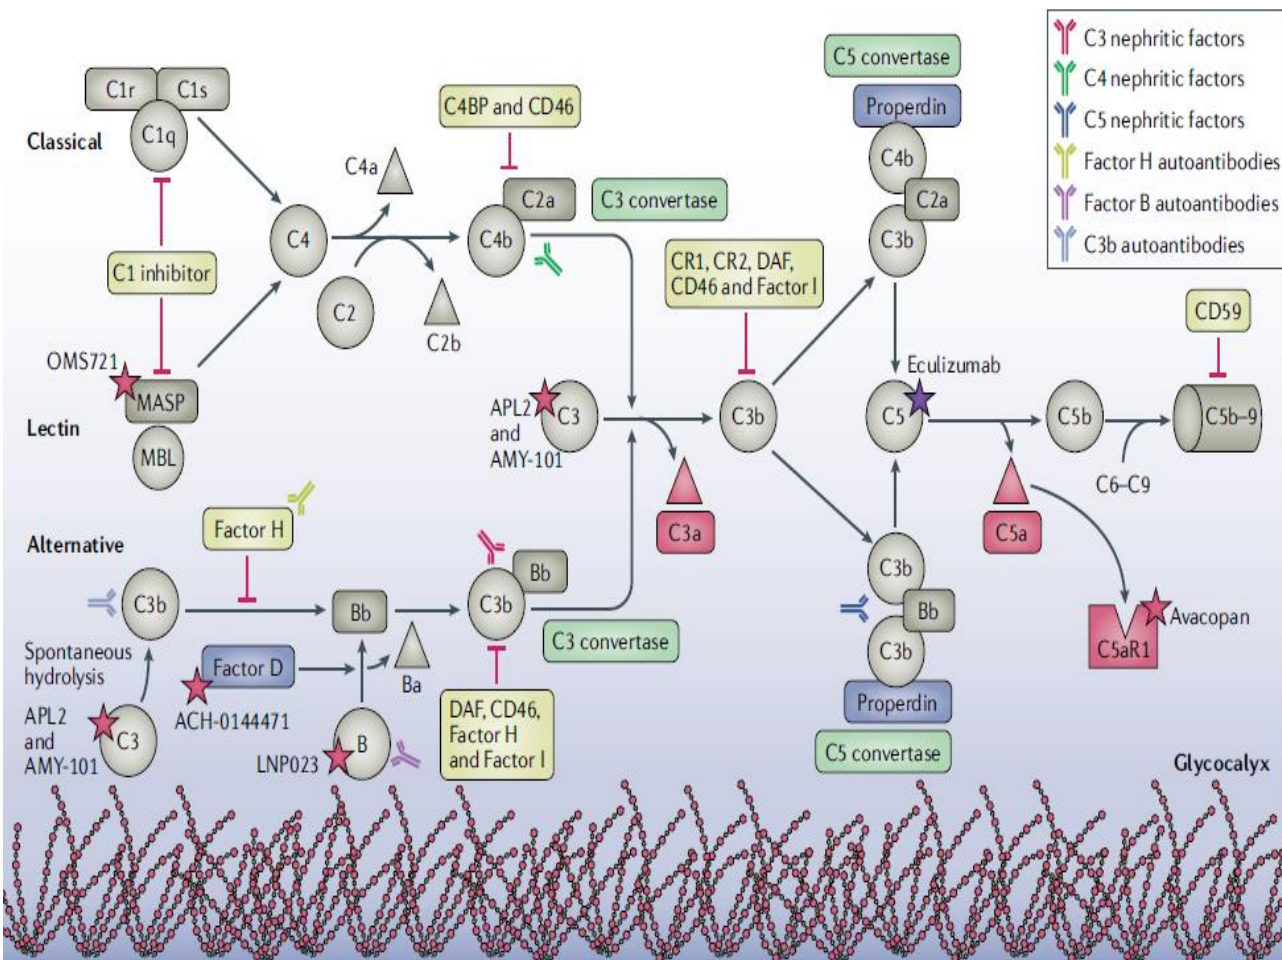 C3 nephritic factors
C4 nephritic factors
C5 nephritic factors
Factor H autoantibodies
Factor B autoantibodies
C3b autoantibodies
Classical
C1r
C1s
C1q
C1 inhibitor
OMS721
MASP
Lectin
MBL
C4
C4a
C2
C2b
C4BP and CD46
C2a
C4b
C3 convertase
APL2
and
AMY-101
C3
C3a
CR1, CR2, DAF,
CD46 and Factor I
C3b
C5 convertase
Properdin
C4b
C2a
C3b
Eculizumab
C5
C5a
C5b
C6–C9
CD59
C5b–9
C5aR1
Avacopan
Alternative
Factor H
C3b
Spontaneous
hydrolysis
APL2
and
AMY-101
C3
Factor D
ACH-0144471
Bb
Ba
B
LNP023
Bb
C3b
C3 convertase
DAF, CD46,
Factor H
and Factor I
C3b
Bb
C3b
Properdin
C5 convertase
Glycocalyx